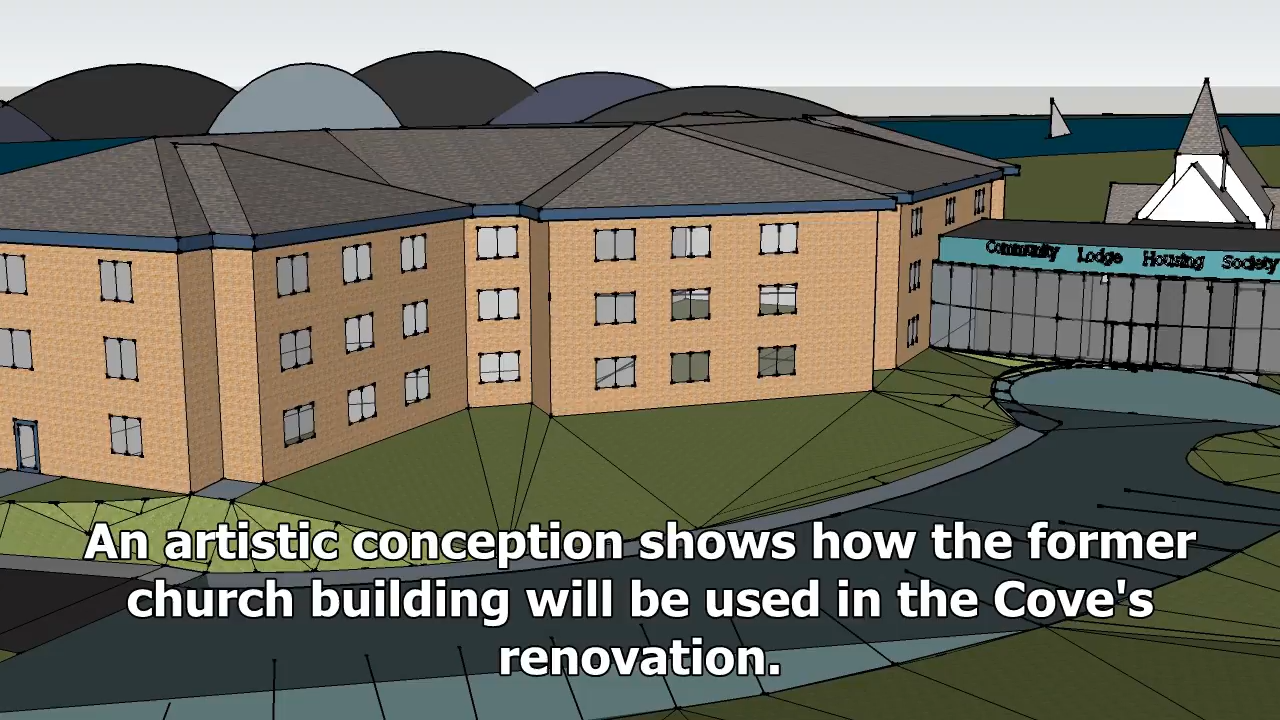 Community Lodge Housing Society
An artistic conception shows how the former
church building will be used in the Cove's
renovation.